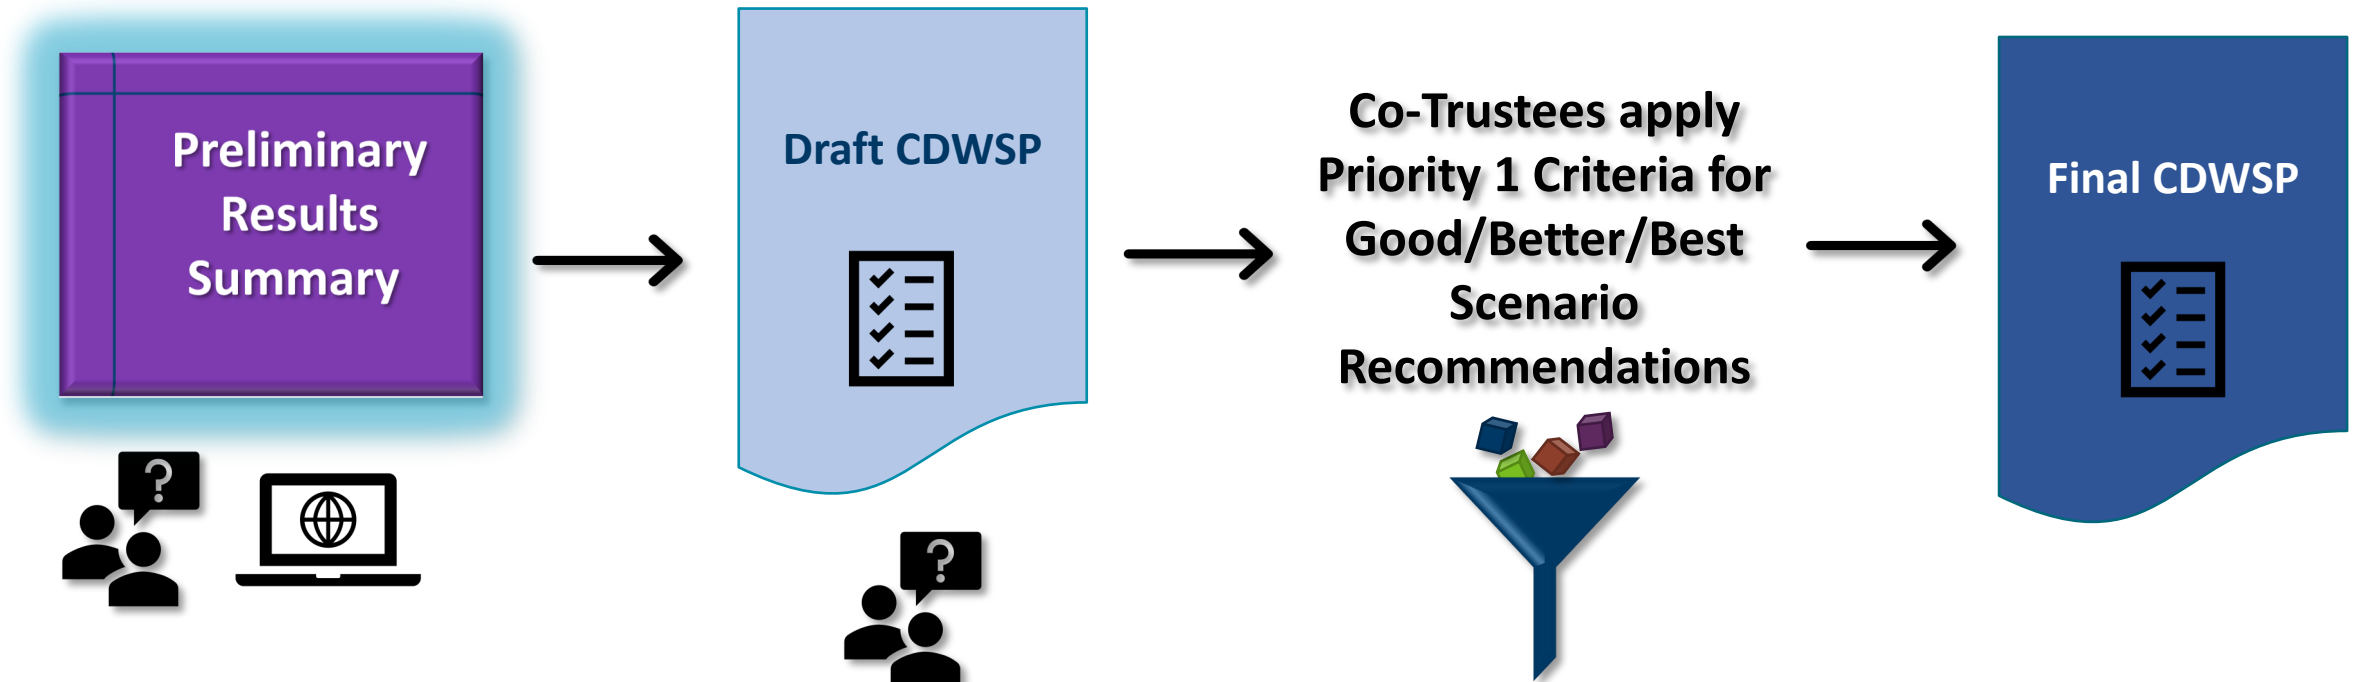 Preliminary
Results
Summary
Draft CDWSP
Co-Trustees apply
Priority 1 Criteria for
Good/Better/Best
Scenario
Recommendations
Final CDWSP
?
?